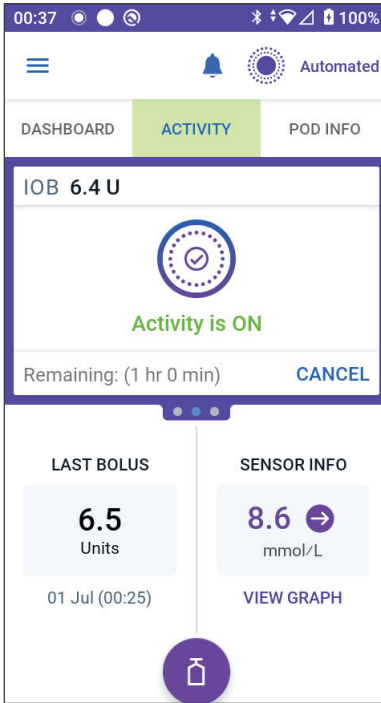 00:37 100%
Automated
DASHBOARD ACTIVITY POD INFO
IOB 6.4 U
Activity is ON
Remaining: (1 hr 0 min) CANCEL
LAST BOLUS SENSOR INFO
6.5 8.6
Units mmol/L
01 Jul (00:25) VIEW GRAPH